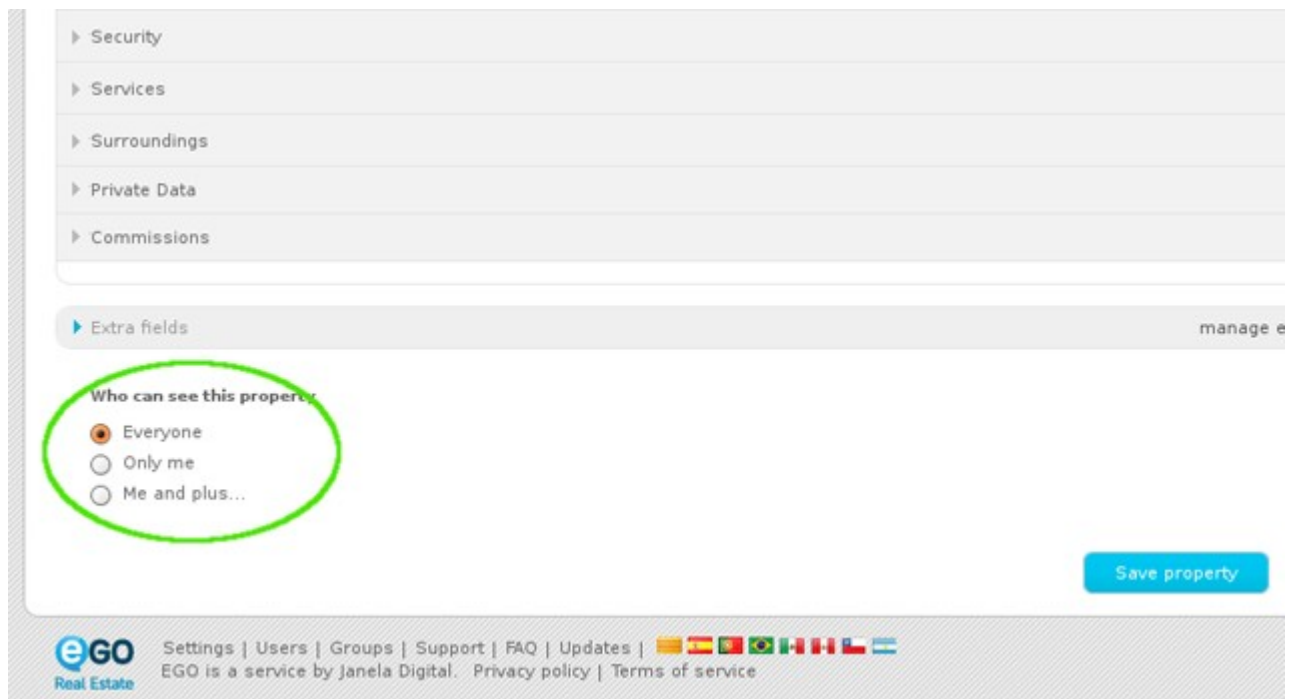 Security
Services
Surroundings
Private Data
Commissions
Extra fields
manage e
Who can see this property
Everyone
Only me
Me and plus...
Save property
eGO
Real Estate
Settings | Users | Groups | Support | FAQ | Updates |
EGO is a service by Janela Digital. Privacy policy | Terms of service